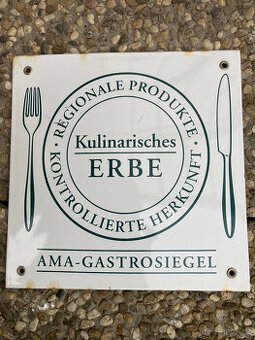 · REGIONALE PRODUKTE ·
Kulinarisches
ERBE
KONTROLLIERTE HERKUNFT
AMA-GASTROSIEGEL